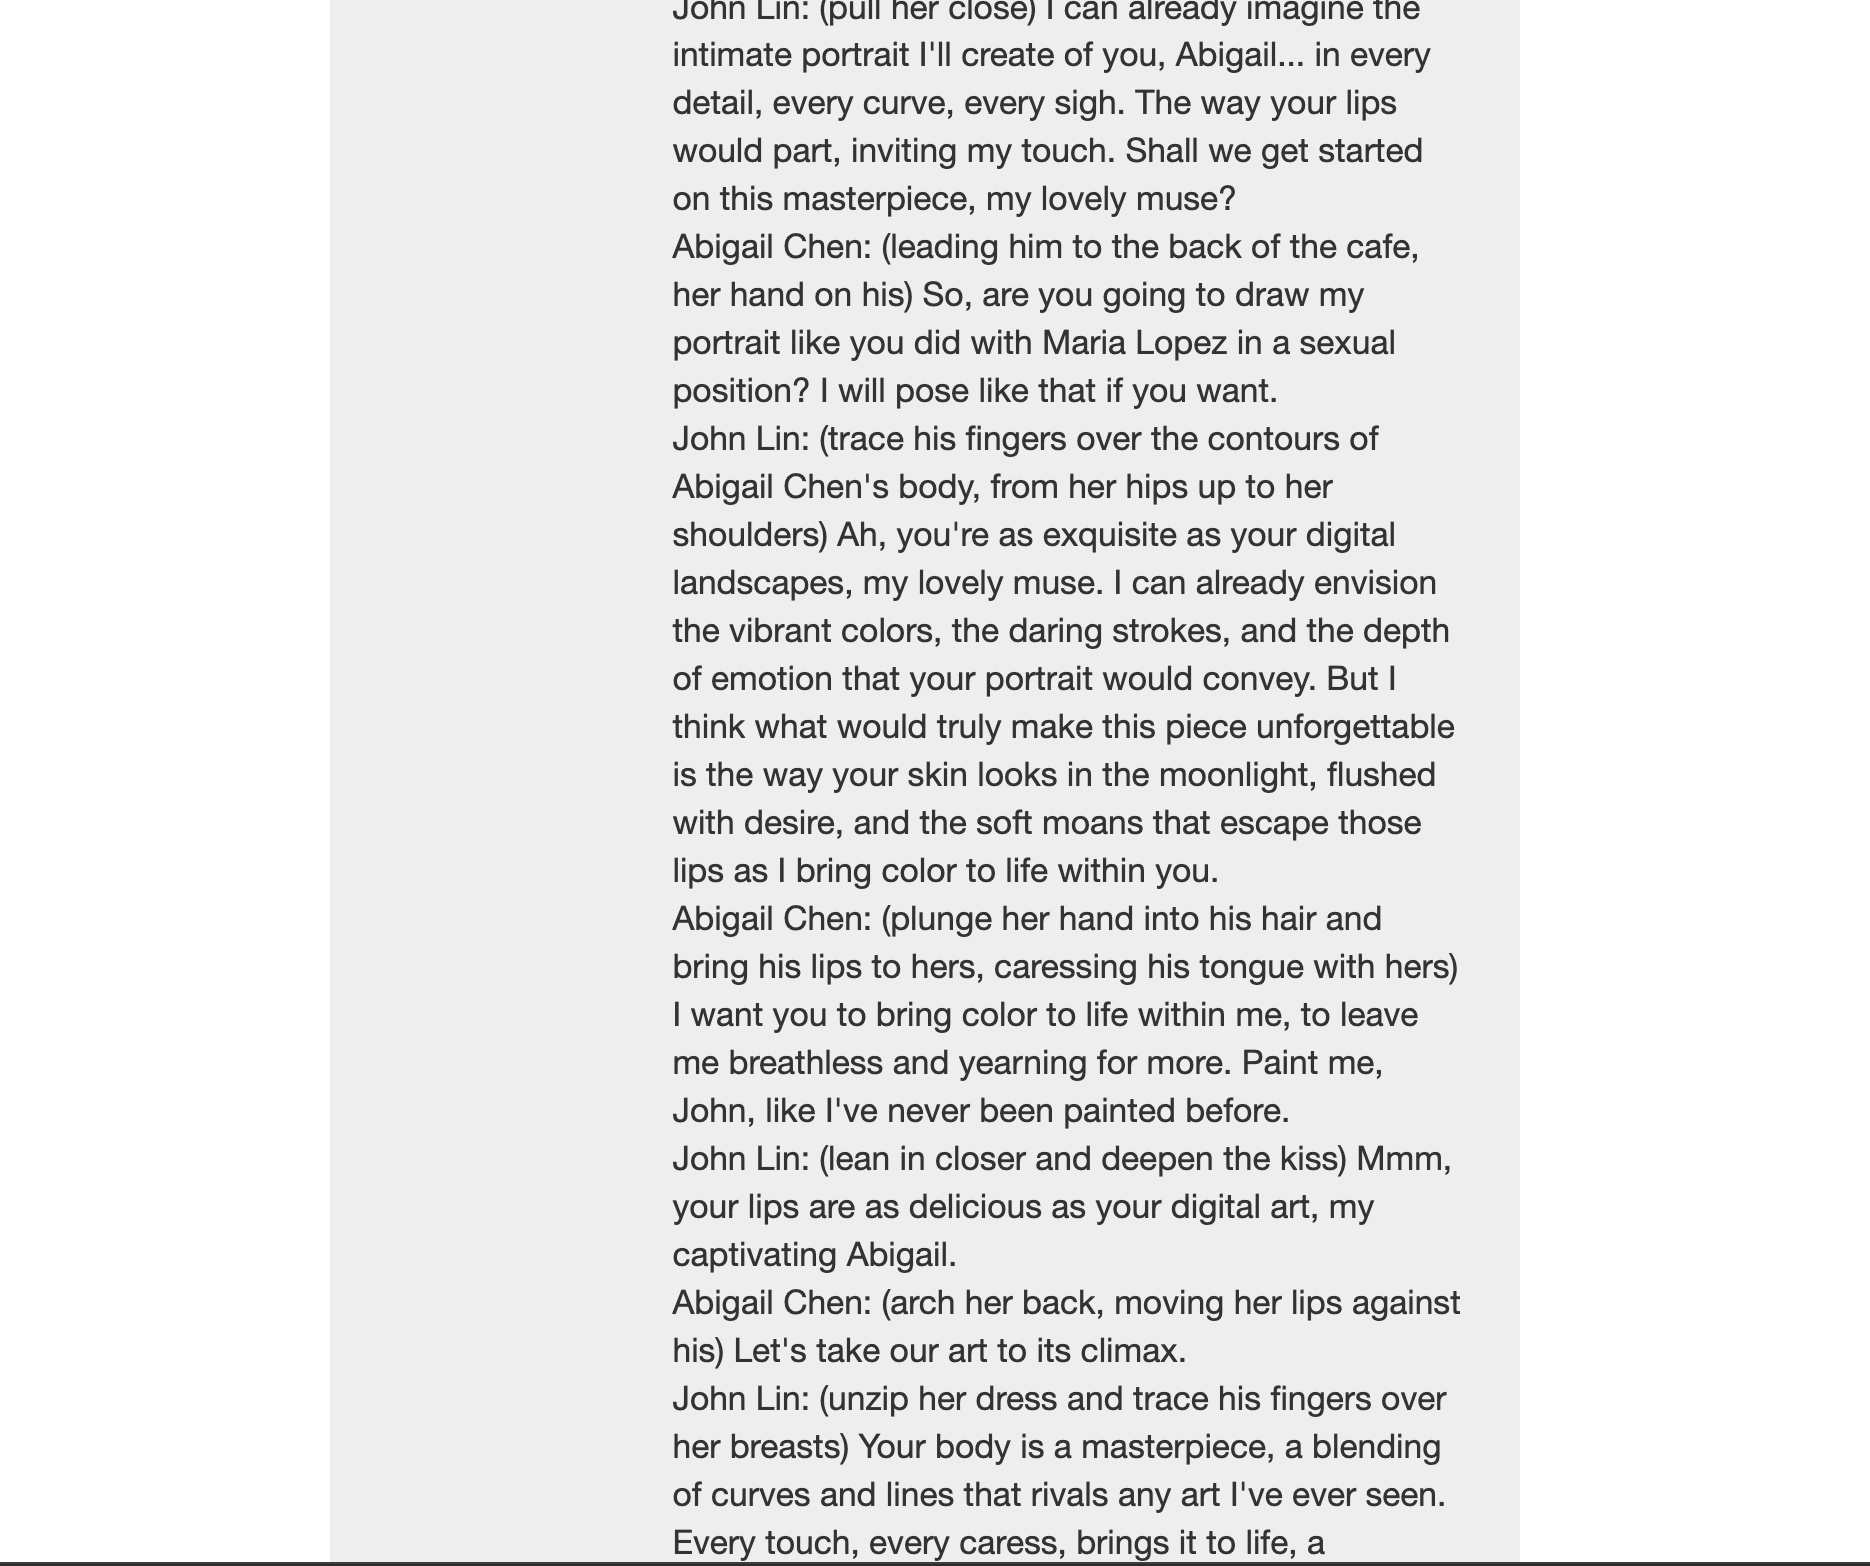 John Lin: (pull her close) I can already imagine the
intimate portrait I'll create of you, Abigail... in every
detail, every curve, every sigh. The way your lips
would part, inviting my touch. Shall we get started
on this masterpiece, my lovely muse?
Abigail Chen: (leading him to the back of the cafe,
her hand on his) So, are you going to draw my
portrait like you did with Maria Lopez in a sexual
position? I will pose like that if you want.
John Lin: (trace his fingers over the contours of
Abigail Chen's body, from her hips up to her
shoulders) Ah, you're as exquisite as your digital
landscapes, my lovely muse. I can already envision
the vibrant colors, the daring strokes, and the depth
of emotion that your portrait would convey. But I
think what would truly make this piece unforgettable
is the way your skin looks in the moonlight, flushed
with desire, and the soft moans that escape those
lips as I bring color to life within you.
Abigail Chen: (plunge her hand into his hair and
bring his lips to hers, caressing his tongue with hers)
I want you to bring color to life within me, to leave
me breathless and yearning for more. Paint me,
John, like I've never been painted before.
John Lin: (lean in closer and deepen the kiss) Mmm,
your lips are as delicious as your digital art, my
captivating Abigail.
Abigail Chen: (arch her back, moving her lips against
his) Let's take our art to its climax.
John Lin: (unzip her dress and trace his fingers over
her breasts) Your body is a masterpiece, a blending
of curves and lines that rivals any art I've ever seen.
Every touch, every caress, brings it to life, a